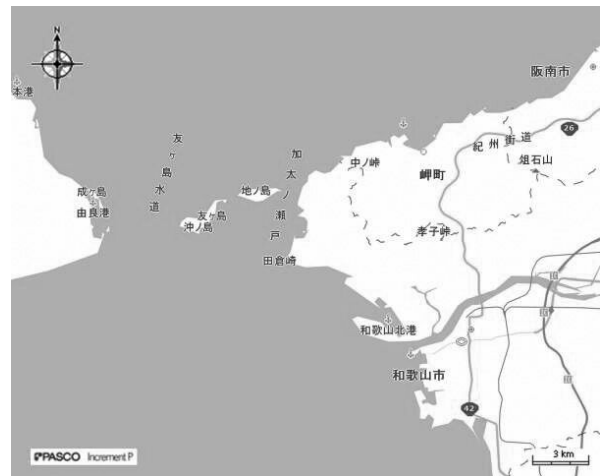 N
阪南市
本港
友ヶ島水道
加太ノ瀬戸
26
紀州街道
中ノ峠
俎石山
岬町
成ヶ島
地ノ島
由良港
友ヶ島
沖ノ島
孝子峠
田倉崎
和歌山北港
和歌山市
42
PASCO Increment P
3 km